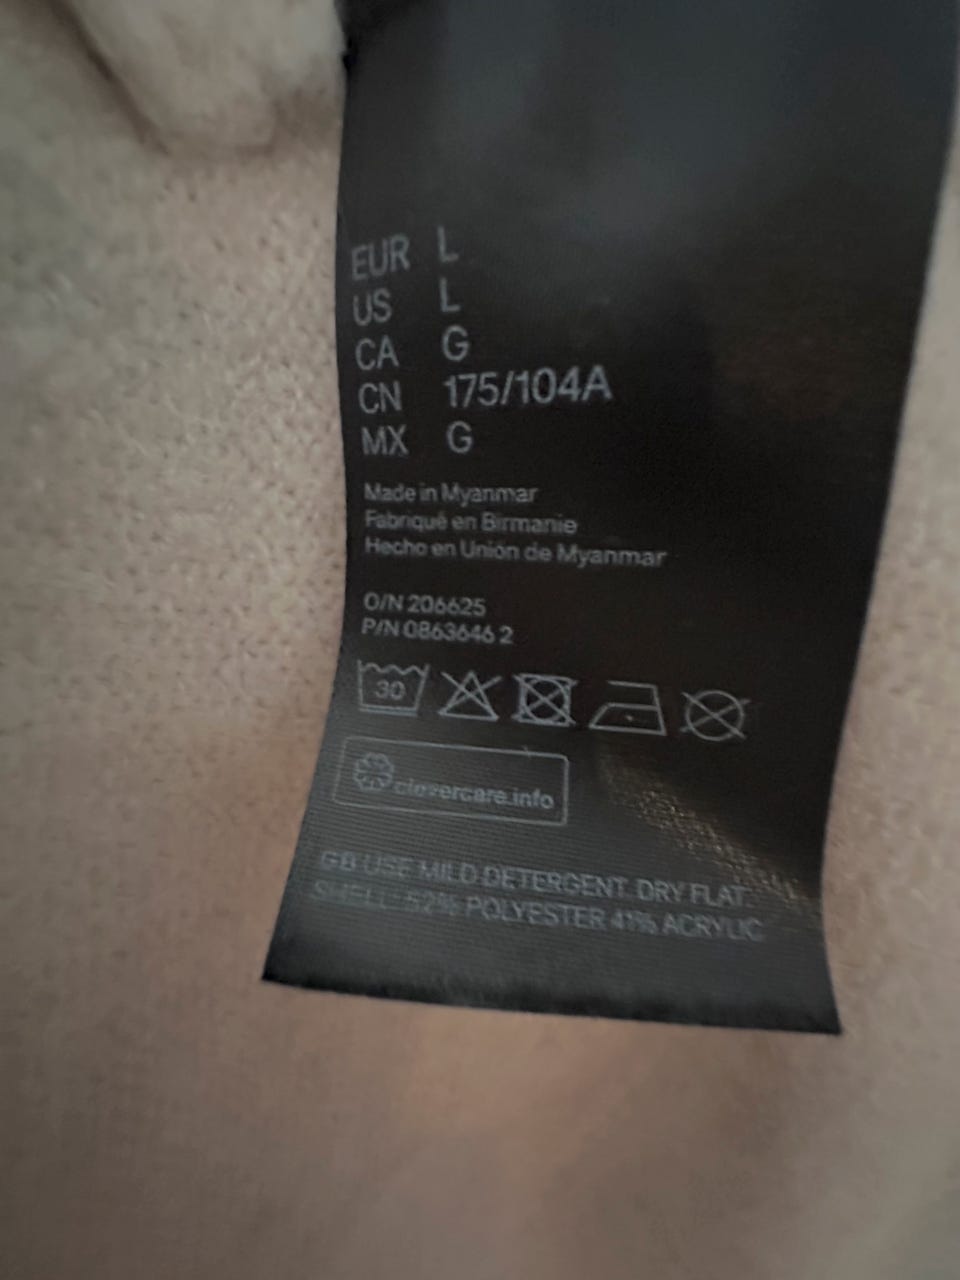 EUR L
US L
CA G
CN 175/104A
MX G
Made in Myanmar
Fabriqué en Birmanie
Hecho en Unión de Myanmar
O/N 206625
P/N 0863646 2
30
clevercare.info
GB USE MILD DETERGENT. DRY FLAT.
SHELL: 52% POLYESTER 41% ACRYLIC